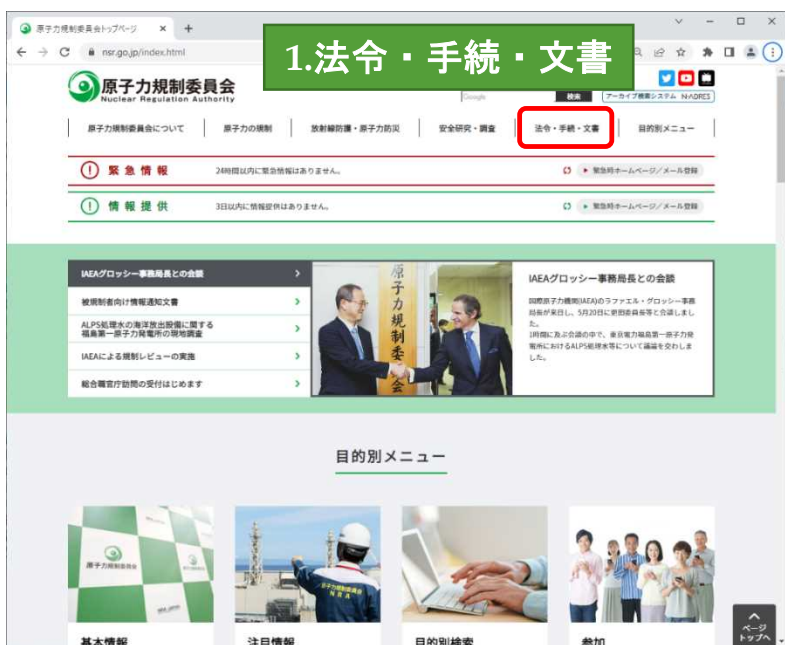 原子力規制委員会トップページ
nsr.go.jp/index.html
1.法令・手続・文書
原子力規制委員会
Nuclear Regulation Authority
Google
検索
アーカイブ検索システム N-ADRES
原子力規制委員会について
原子力の規制
放射線防護・原子力防災
安全研究・調査
法令・手続・文書
目的別メニュー
緊急情報
24時間以内に緊急情報はありません。
緊急時ホームページ/メール登録
情報提供
3日以内に情報提供はありません。
緊急時ホームページ/メール登録
IAEAグロッシー事務局長との会談
被規制者向け情報通知文書
ALPS処理水の海洋放出設備に関する
福島第一原子力発電所の現地調査
IAEAによる規制レビューの実施
総合職官庁訪問の受付はじめます
原子力規制委
会
IAEAグロッシー事務局長との会談
国際原子力機関(IAEA)のラファエル・グロッシー事務
局長が来日し、5月20日に更田委員長等と会談しまし
た。
1時間に及ぶ会談の中で、東京電力福島第一原子力発
電所におけるALPS処理水等について議論を交わしま
した。
目的別メニュー
原子力規制委員会
原子力規制委員会
NRA
基本情報
注目情報
目的別検索
参加
ページ
トップへ